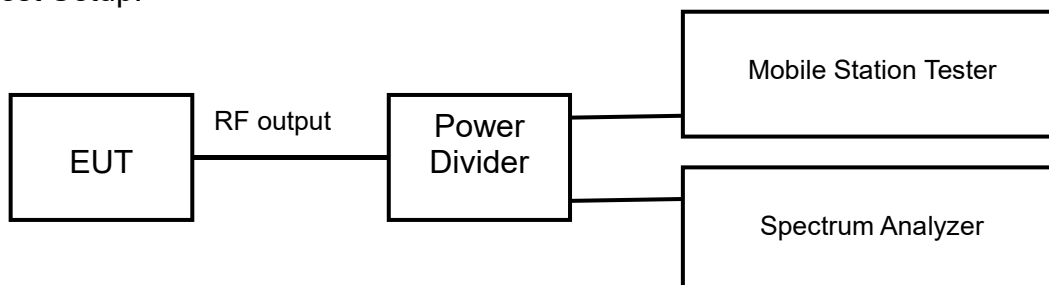 RF output
EUT
Power
Divider
Mobile Station Tester
Spectrum Analyzer